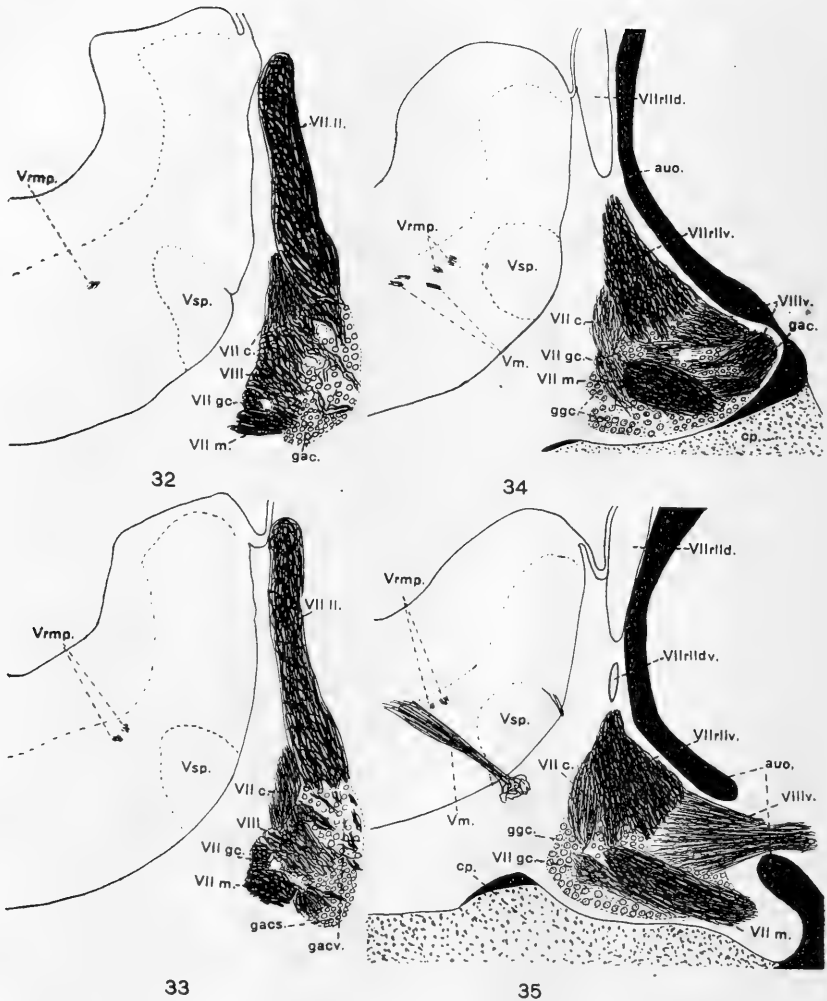 VII ll.
Vrmp.
Vsp.
VII c.
VIII
VII gc.
VII m.
gac.
32
VIIrlld.
auo.
Vrmp.
Vsp.
VIIrllv.
VIIlv.
gac.
VII c.
VII gc.
Vm.
VII m.
ggc.
cp.
34
VII ll.
Vrmp.
Vsp.
VII c.
VIII
VII gc.
VII m.
gacs.
gacv.
33
VIIrlld.
Vrmp.
VIIrlldv.
Vsp.
VIIrllv.
VII c.
auo.
VIIlv.
Vm.
ggc.
VII gc.
cp.
VII m.
35